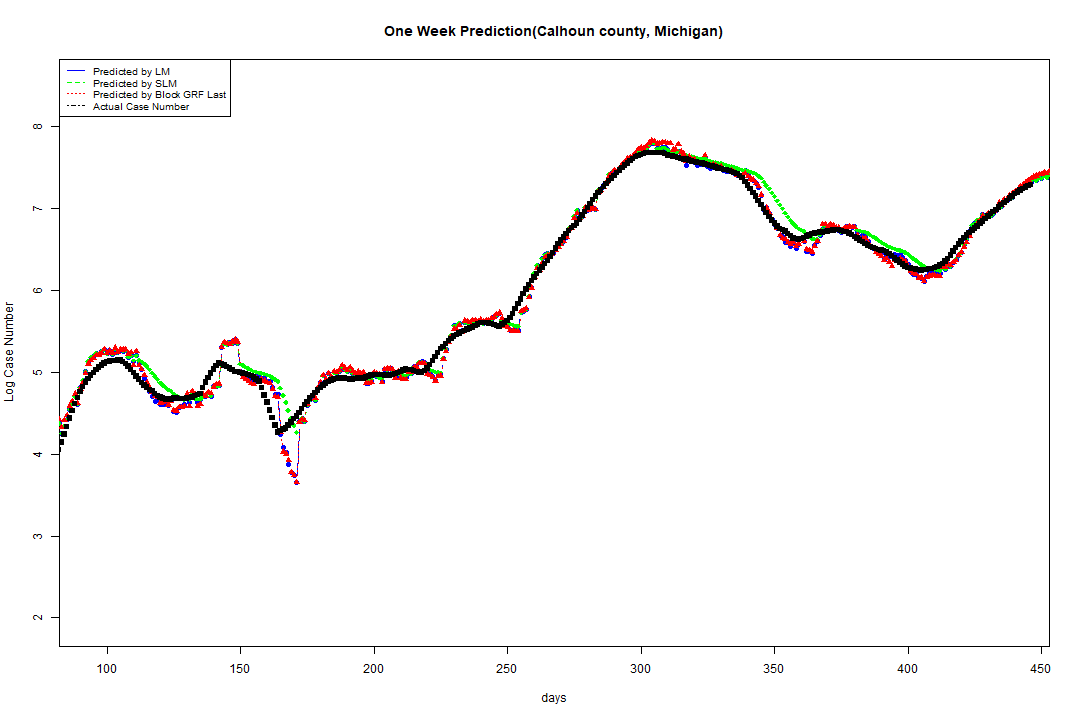 One Week Prediction(Calhoun county, Michigan)
Predicted by LM
Predicted by SLM
Predicted by Block GRF Last
Actual Case Number
8
7
6
5
4
3
2
Log Case Number
100 150 200 250 300 350 400 450
days